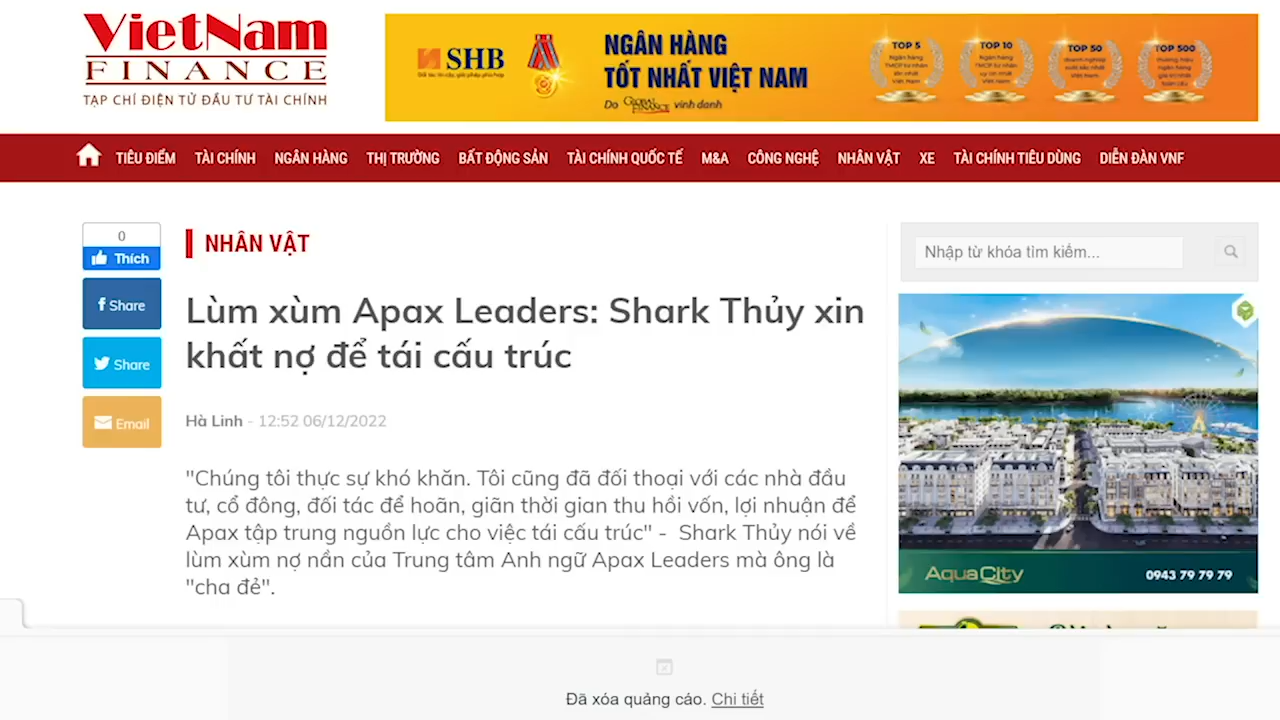 VietNam
FINANCE
TẠP CHÍ ĐIỆN TỬ ĐẦU TƯ TÀI CHÍNH
SHB
NGÂN HÀNG
TỐT NHẤT VIỆT NAM
Do GLOBAL FINANCE vinh danh
TOP 5
TOP 10
TOP 50
TOP 500
TIÊU ĐIỂM TÀI CHÍNH NGÂN HÀNG THỊ TRƯỜNG BẤT ĐỘNG SẢN TÀI CHÍNH QUỐC TẾ M&A CÔNG NGHỆ NHÂN VẬT XE TÀI CHÍNH TIÊU DÙNG DIỄN ĐÀN VNF
0
Thích
Share
Share
Email
NHÂN VẬT
Lùm xùm Apax Leaders: Shark Thủy xin
khất nợ để tái cấu trúc
Hà Linh - 12:52 06/12/2022
"Chúng tôi thực sự khó khăn. Tôi cũng đã đối thoại với các nhà đầu
tư, cổ đông, đối tác để hoãn, giãn thời gian thu hồi vốn, lợi nhuận để
Apax tập trung nguồn lực cho việc tái cấu trúc" - Shark Thủy nói về
lùm xùm nợ nần của Trung tâm Anh ngữ Apax Leaders mà ông là
"cha đẻ".
Nhập từ khóa tìm kiếm...
Aqua City
0943 79 79 79
Đã xóa quảng cáo. Chi tiết